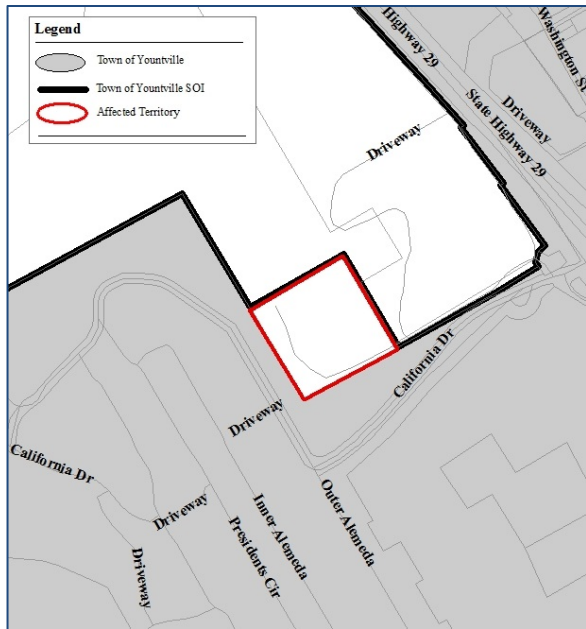 Legend
Town of Yountville
Town of Yountville SOI
Affected Territory
Highway 29
State Highway 29
Washington St
Driveway
Driveway
California Dr
Driveway
California Dr
Driveway
Driveway
Inner Alemeda
Presidents Cir
Outer Alemeda